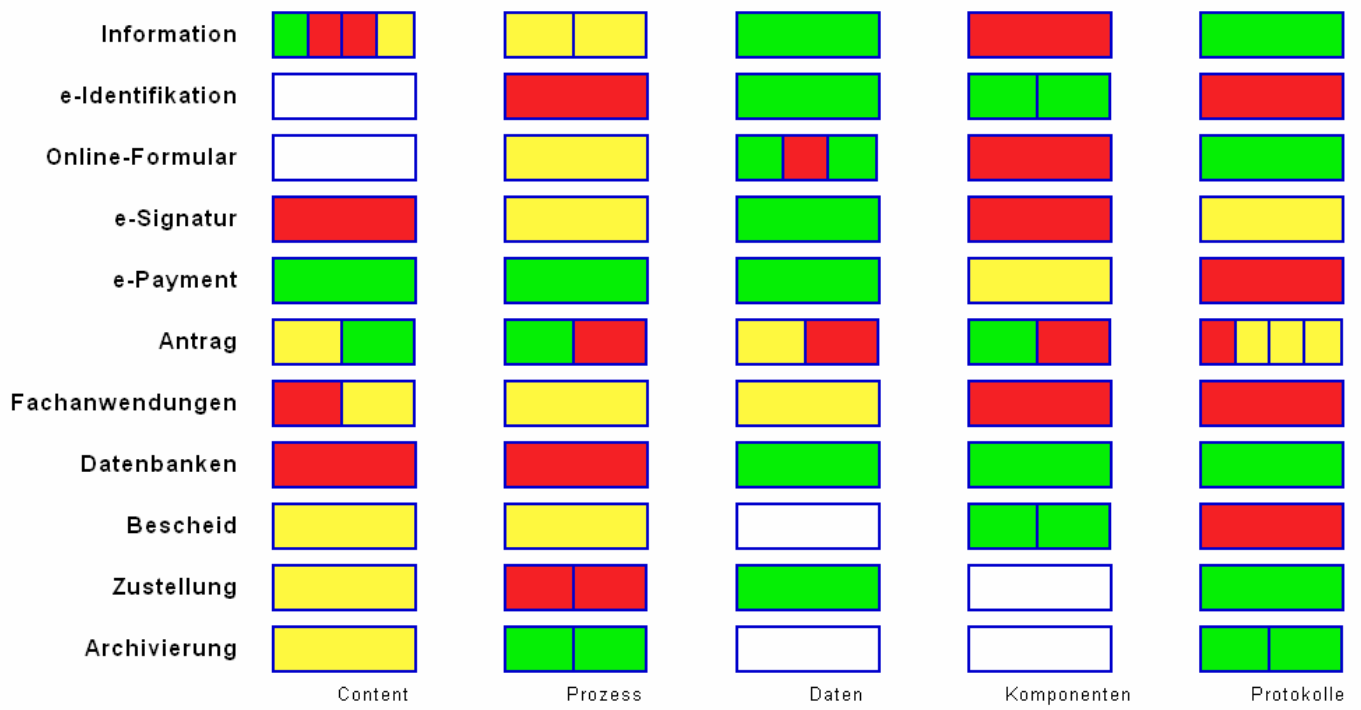 Information
e-Identifikation
Online-Formular
e-Signatur
e-Payment
Antrag
Fachanwendungen
Datenbanken
Bescheid
Zustellung
Archivierung
Content Prozess Daten Komponenten Protokolle